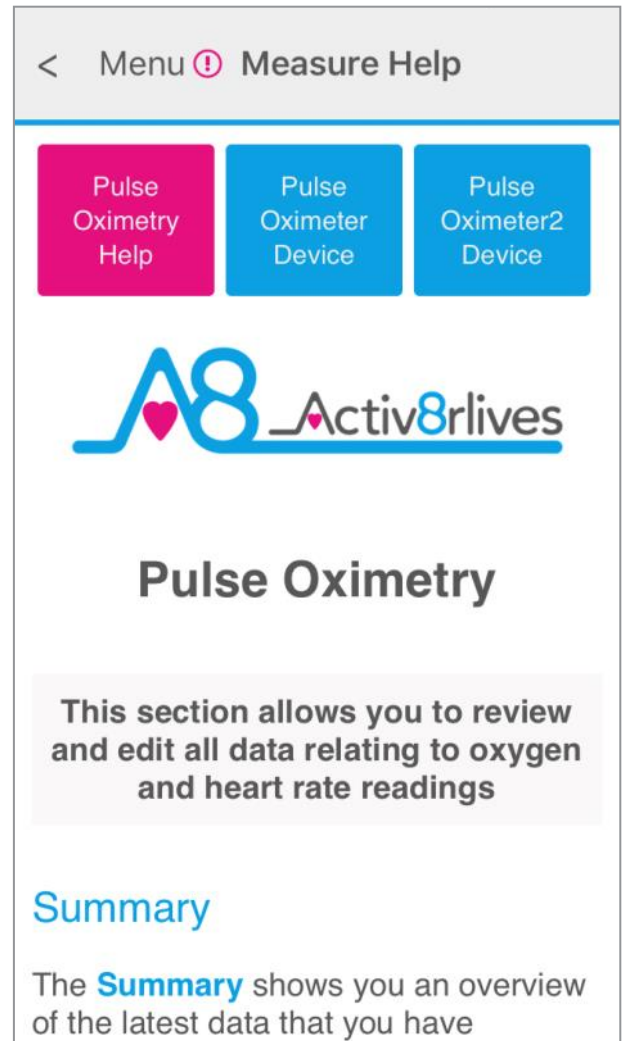 < Menu ! Measure Help
Pulse Oximetry Help
Pulse Oximeter Device
Pulse Oximeter2 Device
A8 Activ8rlives
Pulse Oximetry
This section allows you to review
and edit all data relating to oxygen
and heart rate readings
Summary
The Summary shows you an overview
of the latest data that you have